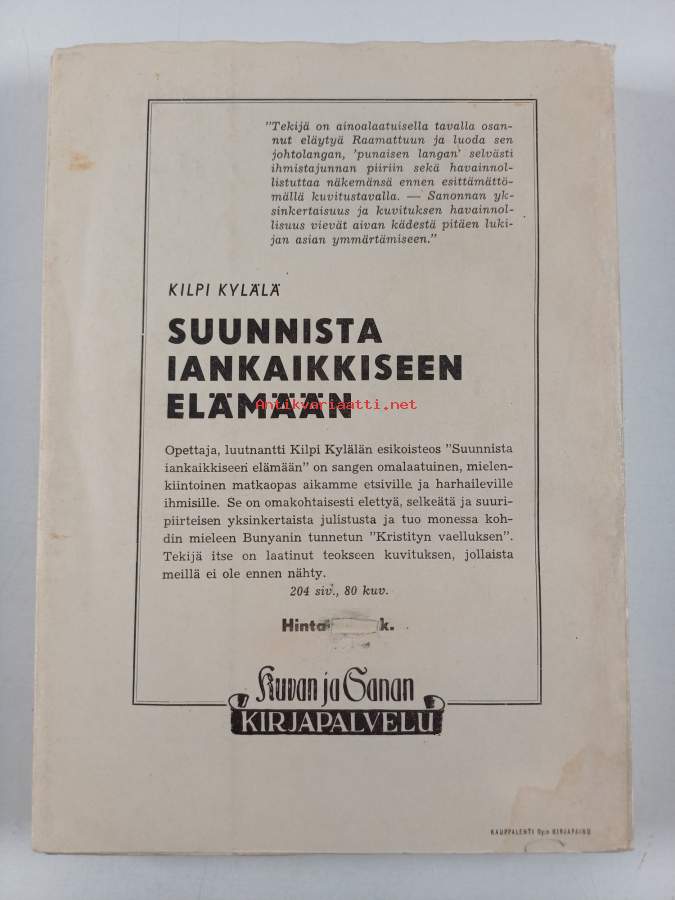 "Tekijä on ainoalaatuisella tavalla osan-
nut eläytyä Raamattuun ja luoda sen
johtolangan, 'punaisen langan' selvästi
ihmistajunnan piiriin sekä havainnol-
listuttaa näkemänsä ennen esittämättö-
mällä kuvitustavalla. — Sanonnan yk-
sinkertaisuus ja kuvituksen havainnol-
lisuus vievät aivan kädestä pitäen luki-
jan asian ymmärtämiseen."
KILPI KYLÄLÄ
SUUNNISTA
IANKAIKKISEEN
ELÄMÄÄN
Antikvariaatti.net
Opettaja, luutnantti Kilpi Kylälän esikoisteos "Suunnista
iankaikkiseen elämään" on sangen omalaatuinen, mielen-
kiintoinen matkaopas aikamme etsiville ja harhaileville
ihmisille. Se on omakohtaisesti elettyä, selkeätä ja suuri-
piirteisen yksinkertaista julistusta ja tuo monessa koh-
din mieleen Bunyanin tunnetun "Kristityn vaelluksen".
Tekijä itse on laatinut teokseen kuvituksen, jollaista
meillä ei ole ennen nähty.
204 siv., 80 kuv.
Hinta k.
Kuvan ja Sanan
KIRJAPALVELU
KAUPPALEHTI Oy:n KIRJAPAINO